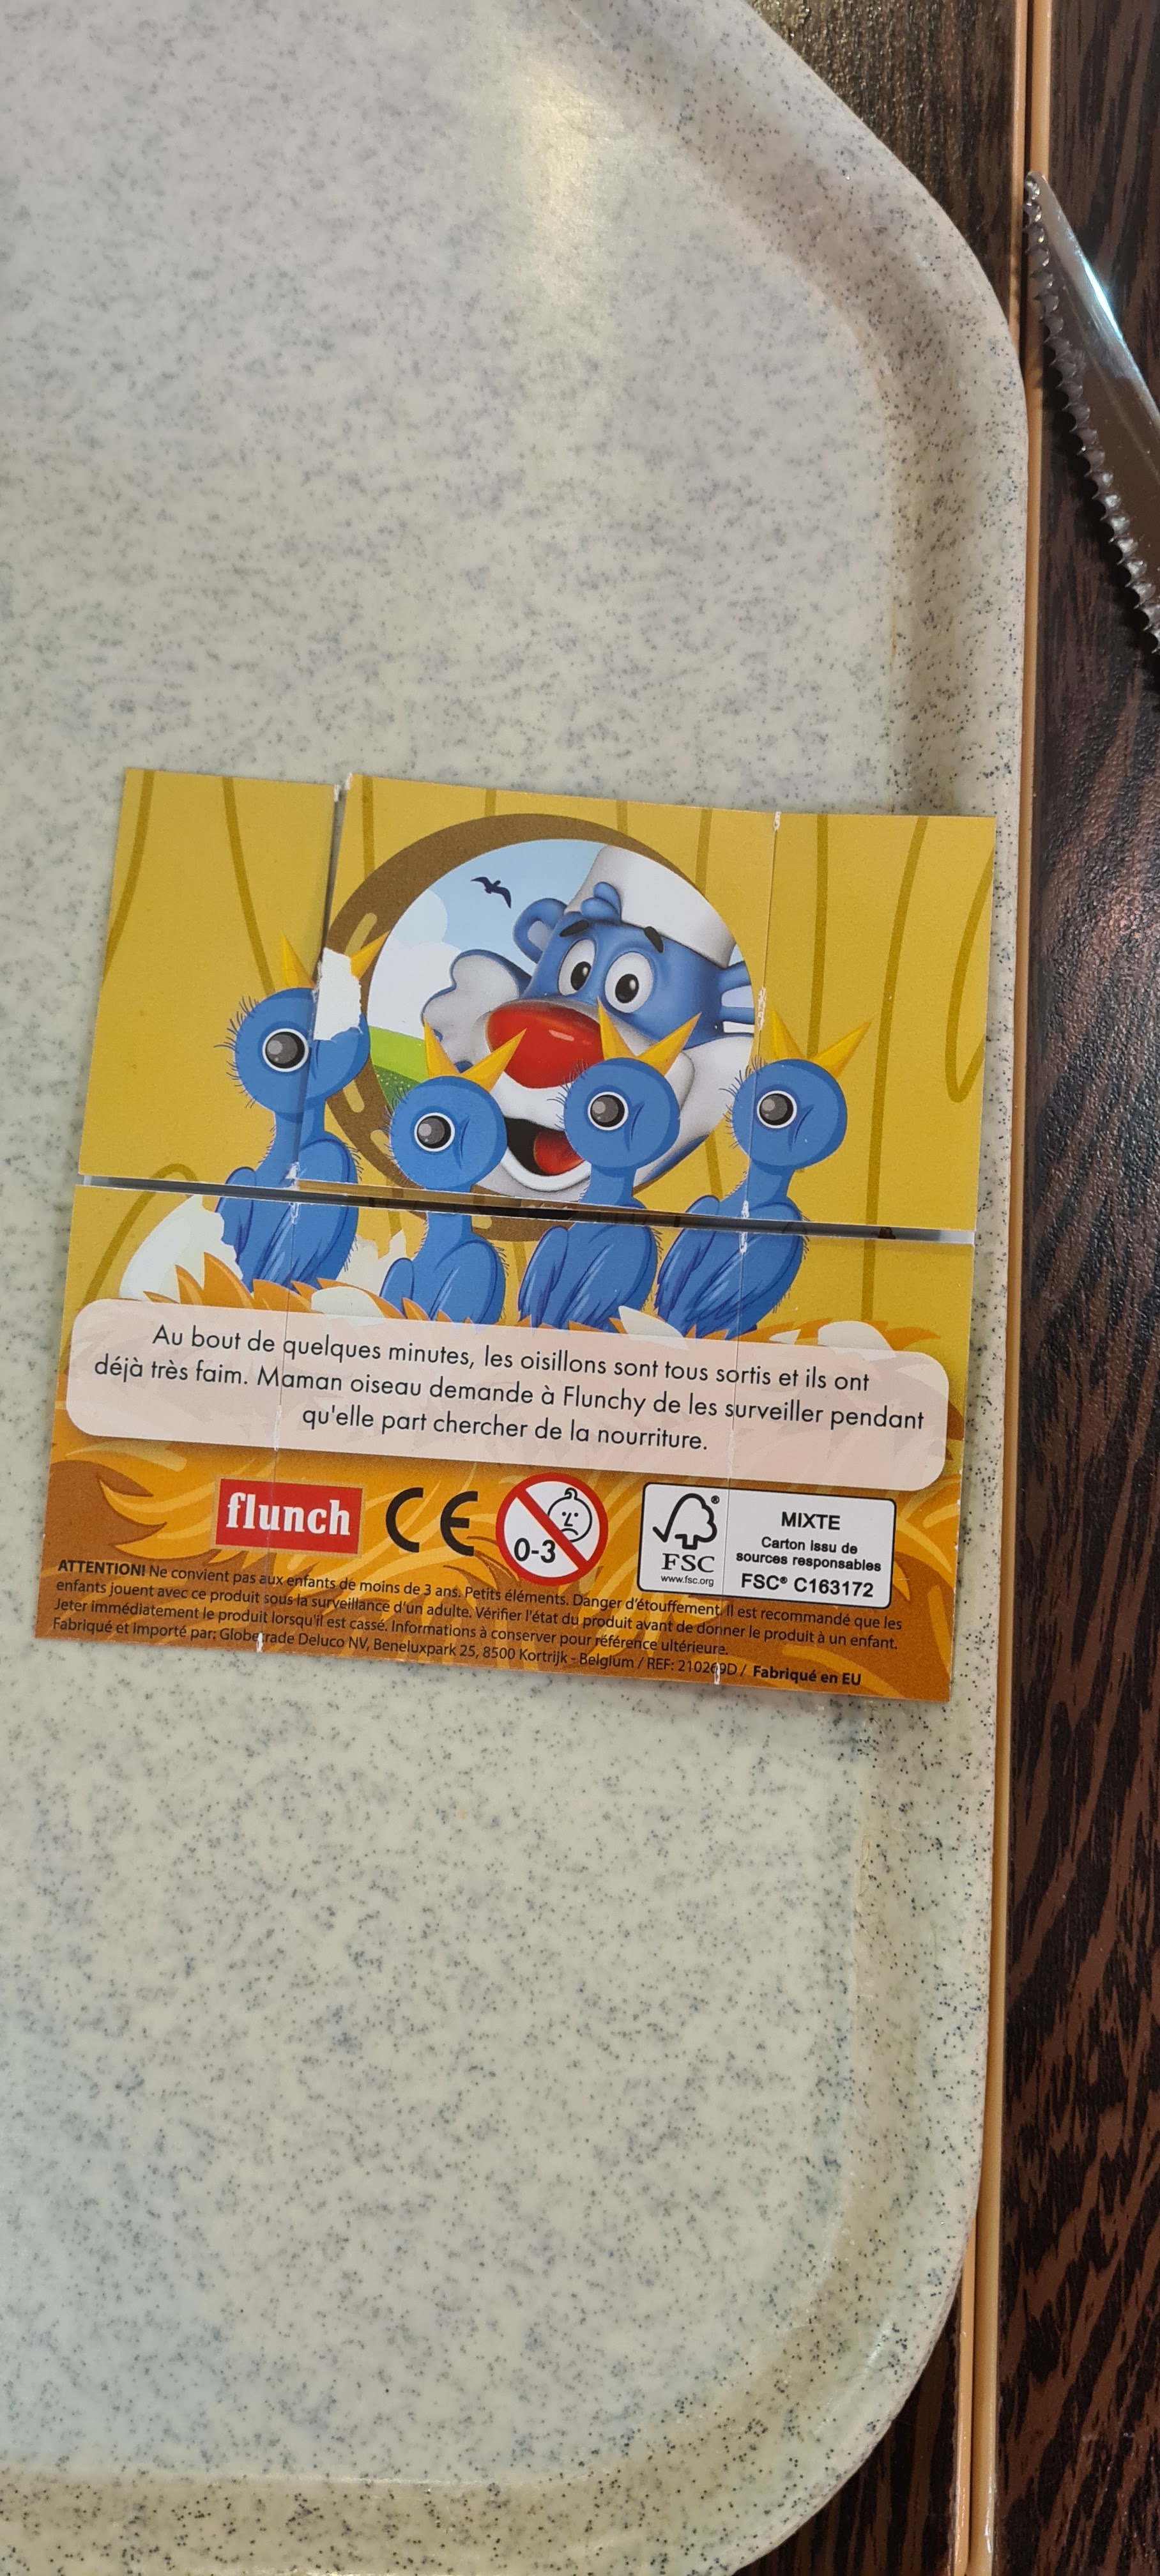 Au bout de quelques minutes, les oisillons sont tous sortis et ils ont
déjà très faim. Maman oiseau demande à Flunchy de les surveiller pendant
qu'elle part chercher de la nourriture.
flunch
CE
0-3
FSC®
www.fsc.org
MIXTE
Carton issu de
sources responsables
FSC® C163172
ATTENTION! Ne convient pas aux enfants de moins de 3 ans. Petits éléments. Danger d'étouffement. Il est recommandé que les
enfants jouent avec ce produit sous la surveillance d'un adulte. Vérifier l'état du produit avant de donner le produit à un enfant.
Jeter immédiatement le produit lorsqu'il est cassé. Informations à conserver pour référence ultérieure.
Fabriqué et importé par: Globetrade Deluco NV, Beneluxpark 25, 8500 Kortrijk - Belgium / REF: 210269D / Fabriqué en EU